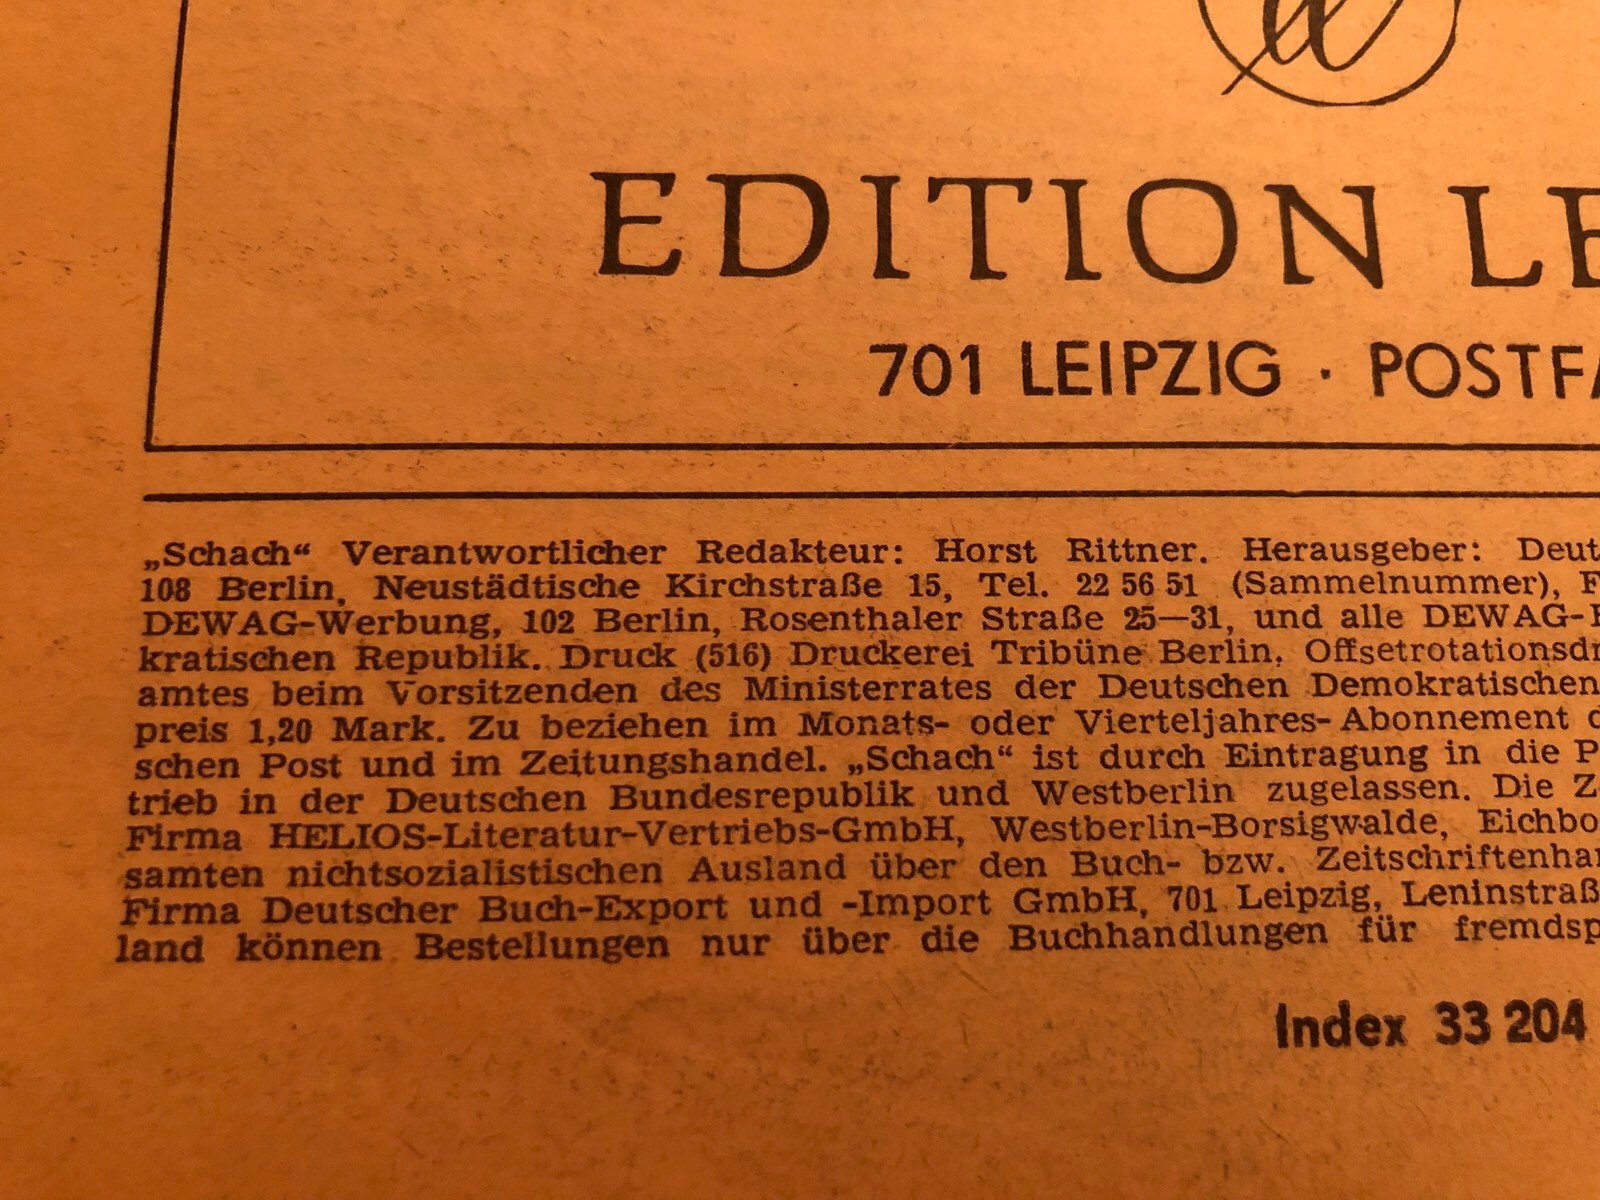 EDITION LE
701 LEIPZIG · POSTFA
„Schach“ Verantwortlicher Redakteur: Horst Rittner. Herausgeber: Deut
108 Berlin, Neustädtische Kirchstraße 15, Tel. 22 56 51 (Sammelnummer), F
DEWAG-Werbung, 102 Berlin, Rosenthaler Straße 25—31, und alle DEWAG-
kratischen Republik. Druck (516) Druckerei Tribüne Berlin, Offsetrotationsdr
amtes beim Vorsitzenden des Ministerrates der Deutschen Demokratischen
preis 1,20 Mark. Zu beziehen im Monats- oder Vierteljahres-Abonnement d
schen Post und im Zeitungshandel. „Schach“ ist durch Eintragung in die P
trieb in der Deutschen Bundesrepublik und Westberlin zugelassen. Die Z
Firma HELIOS-Literatur-Vertriebs-GmbH, Westberlin-Borsigwalde, Eichbo
samten nichtsozialistischen Ausland über den Buch- bzw. Zeitschriftenhan
Firma Deutscher Buch-Export und -Import GmbH, 701 Leipzig, Leninstraß
land können Bestellungen nur über die Buchhandlungen für fremdsp
Index 33 204